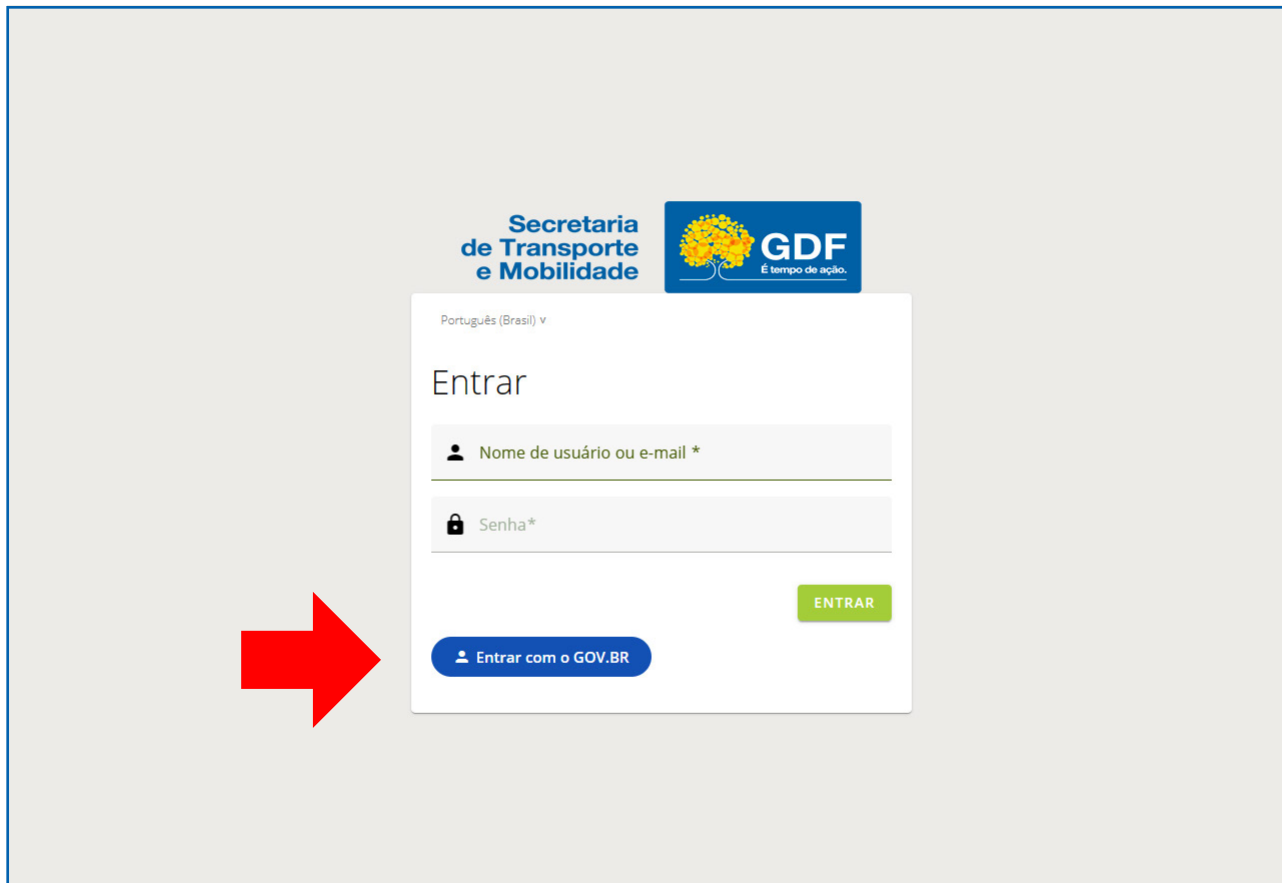 Secretaria
de Transporte
e Mobilidade
GDF
É tempo de ação.
Português (Brasil) v
Entrar
Nome de usuário ou e-mail *
Senha*
ENTRAR
Entrar com o GOV.BR